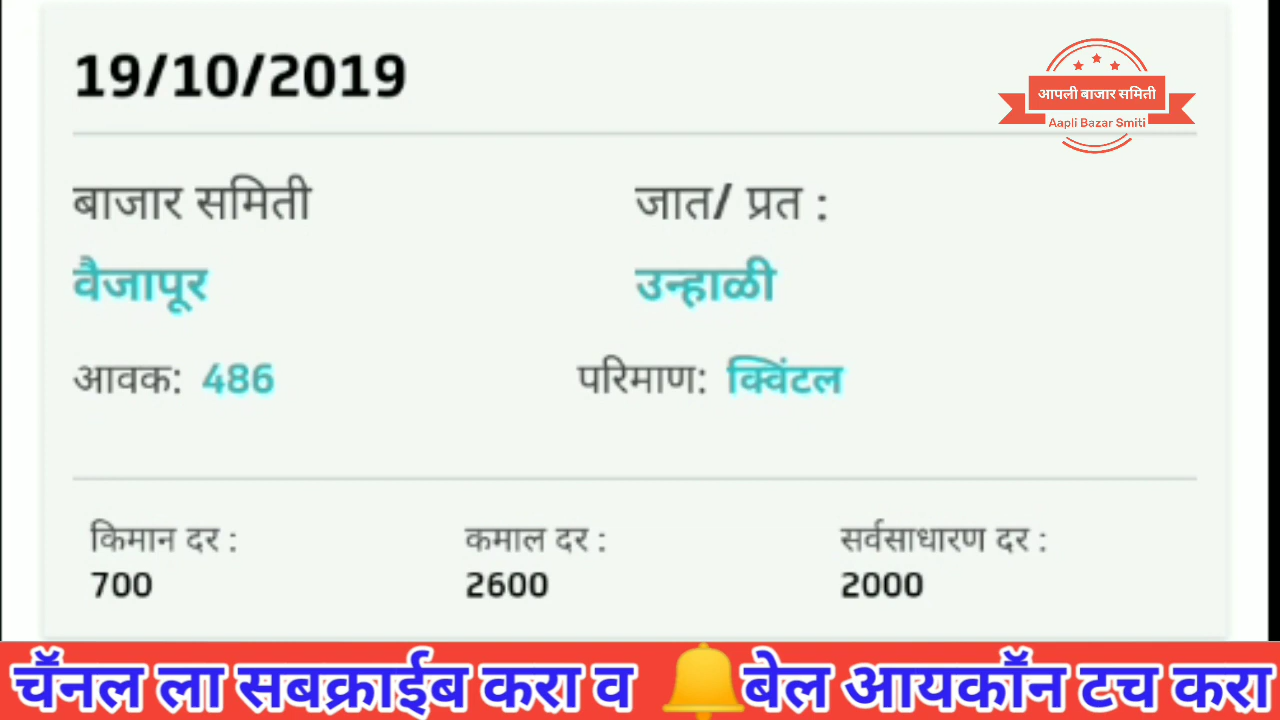 19/10/2019
आपली बाजार समिती
Aapli Bazar Smiti
बाजार समिती जात/ प्रत :
वैजापूर उन्हाळी
आवक: 486 परिमाण: क्विंटल
किमान दर : कमाल दर : सर्वसाधारण दर :
700 2600 2000
चॅंनल ला सबक्राईब करा व बेल आयकॉंन टच करा